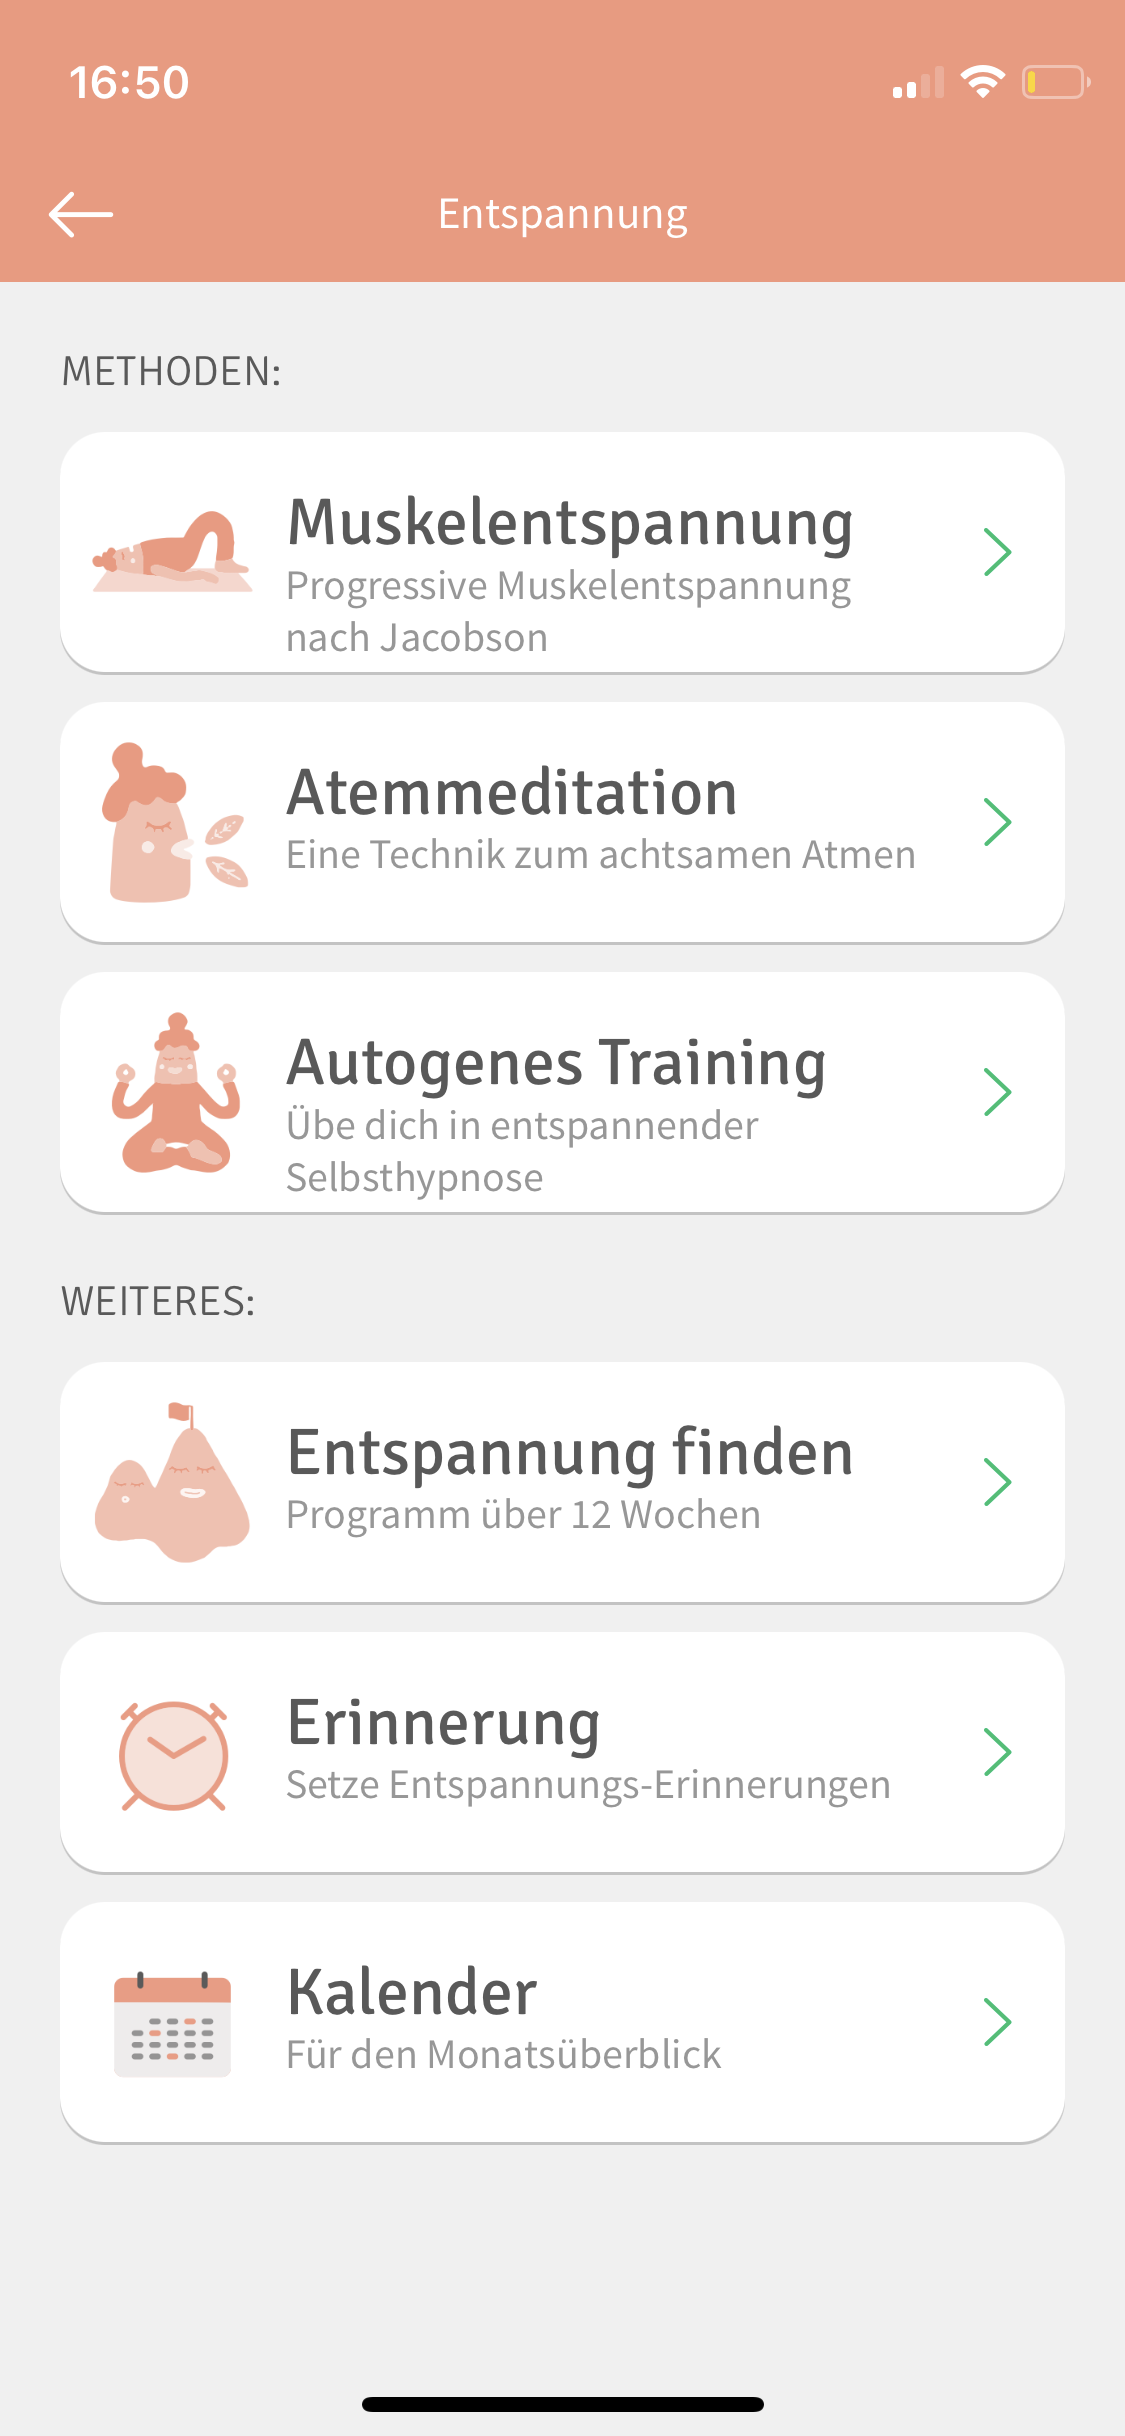 16:50
Entspannung
METHODEN:
Muskelentspannung
Progressive Muskelentspannung
nach Jacobson
Atemmeditation
Eine Technik zum achtsamen Atmen
Autogenes Training
Übe dich in entspannender
Selbsthypnose
WEITERES:
Entspannung finden
Programm über 12 Wochen
Erinnerung
Setze Entspannungs-Erinnerungen
Kalender
Für den Monatsüberblick